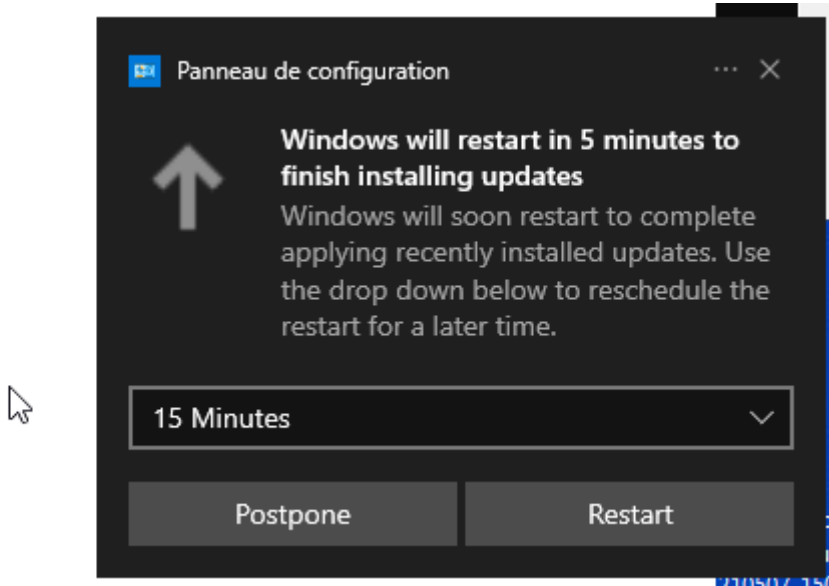 Panneau de configuration
Windows will restart in 5 minutes to
finish installing updates
Windows will soon restart to complete
applying recently installed updates. Use
the drop down below to reschedule the
restart for a later time.
15 Minutes
Postpone
Restart